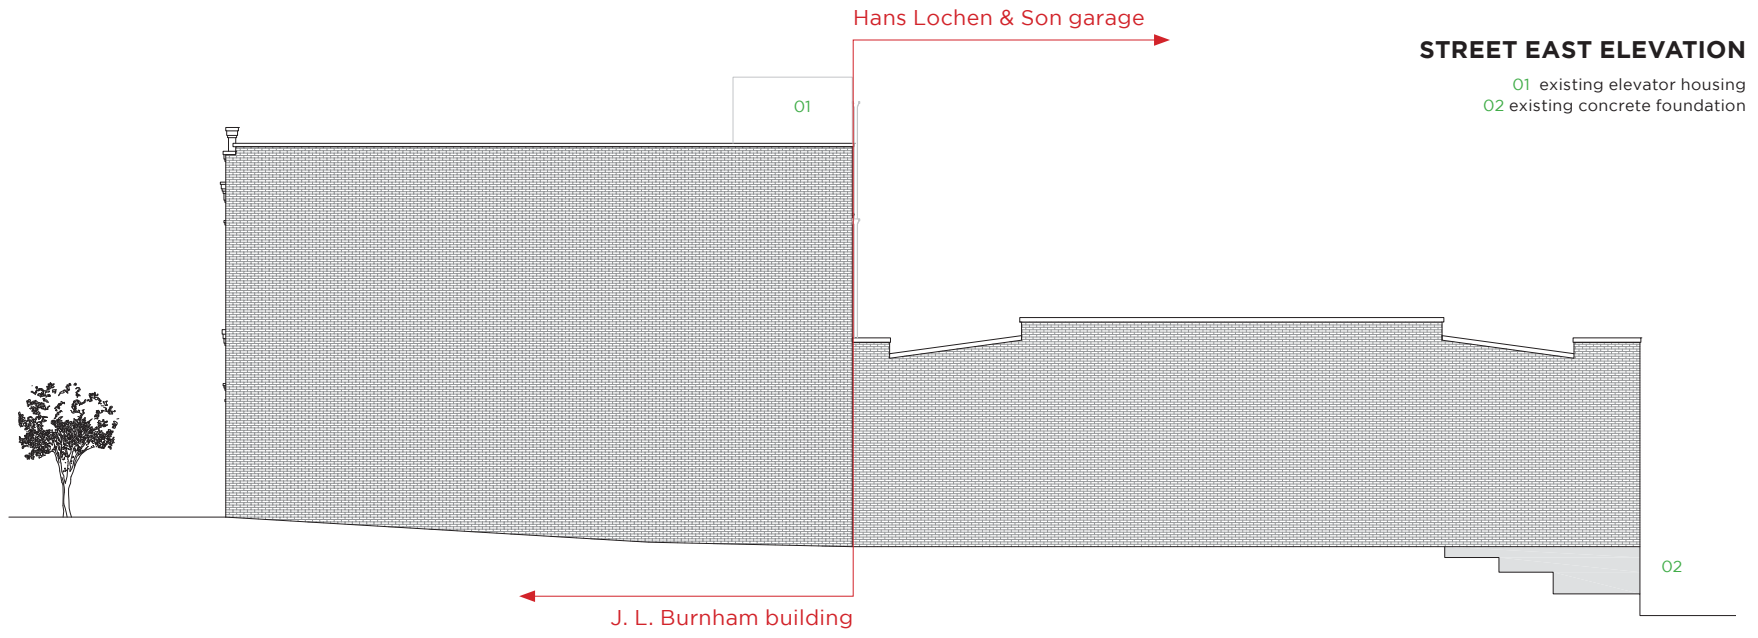 Hans Lochen & Son garage
STREET EAST ELEVATION
01 existing elevator housing
02 existing concrete foundation
01
02
J. L. Burnham building